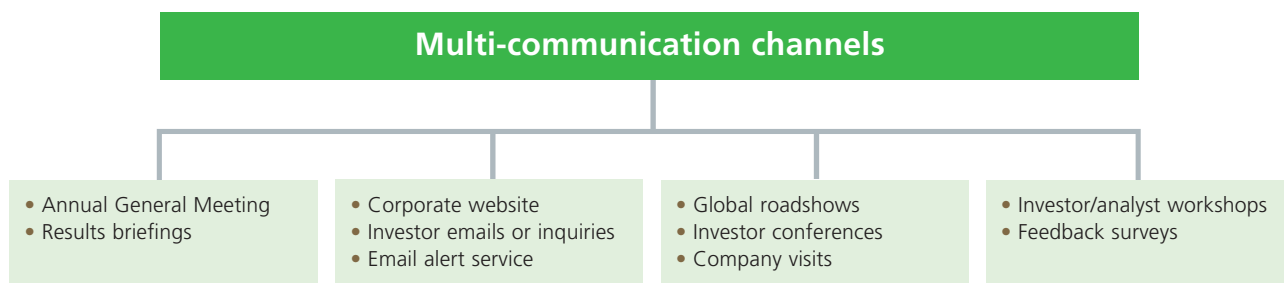 Multi-communication channels
• Annual General Meeting
• Results briefings
• Corporate website
• Investor emails or inquiries
• Email alert service
• Global roadshows
• Investor conferences
• Company visits
• Investor/analyst workshops
• Feedback surveys